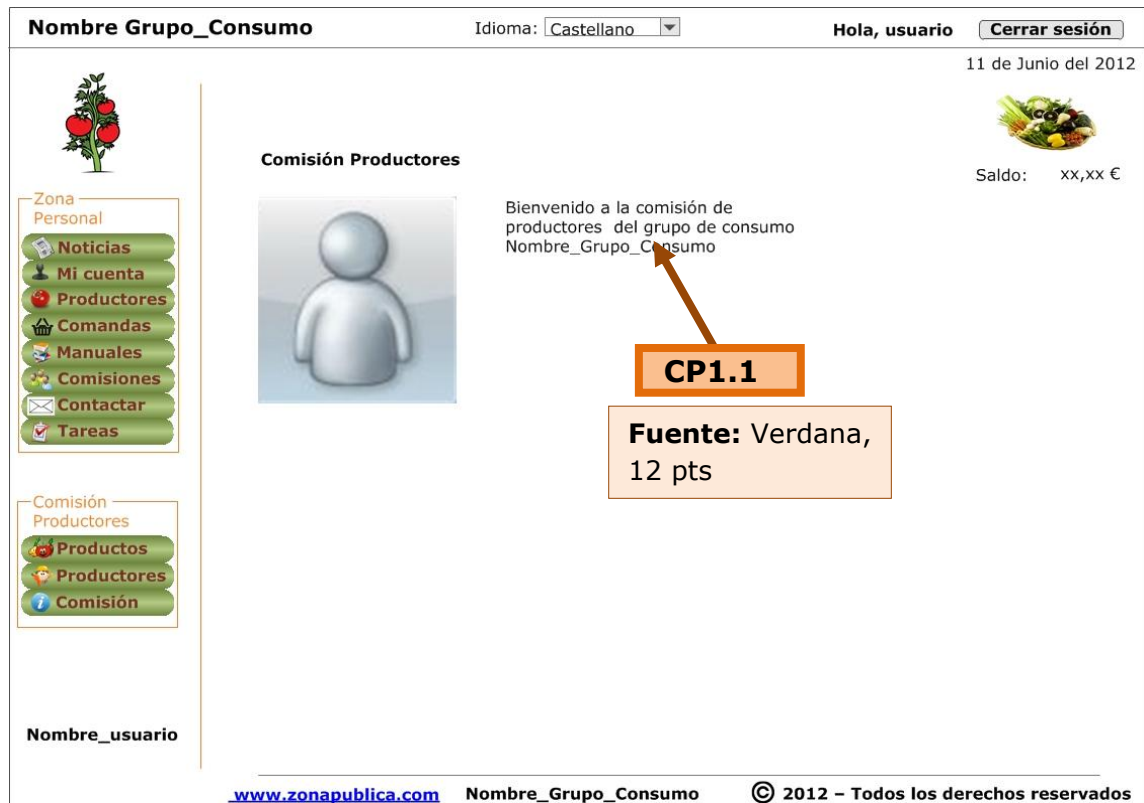 Nombre Grupo_Consumo
Idioma: Castellano
Hola, usuario
Cerrar sesión
11 de Junio del 2012
Saldo: xx,xx €
Zona
Personal
Noticias
Mi cuenta
Productores
Comandas
Manuales
Comisiones
Contactar
Tareas
Comisión
Productores
Productos
Productores
Comisión
Nombre_usuario
Comisión Productores
Bienvenido a la comisión de
productores del grupo de consumo
Nombre_Grupo_Consumo
CP1.1
Fuente: Verdana,
12 pts
www.zonapublica.com Nombre_Grupo_Consumo © 2012 – Todos los derechos reservados